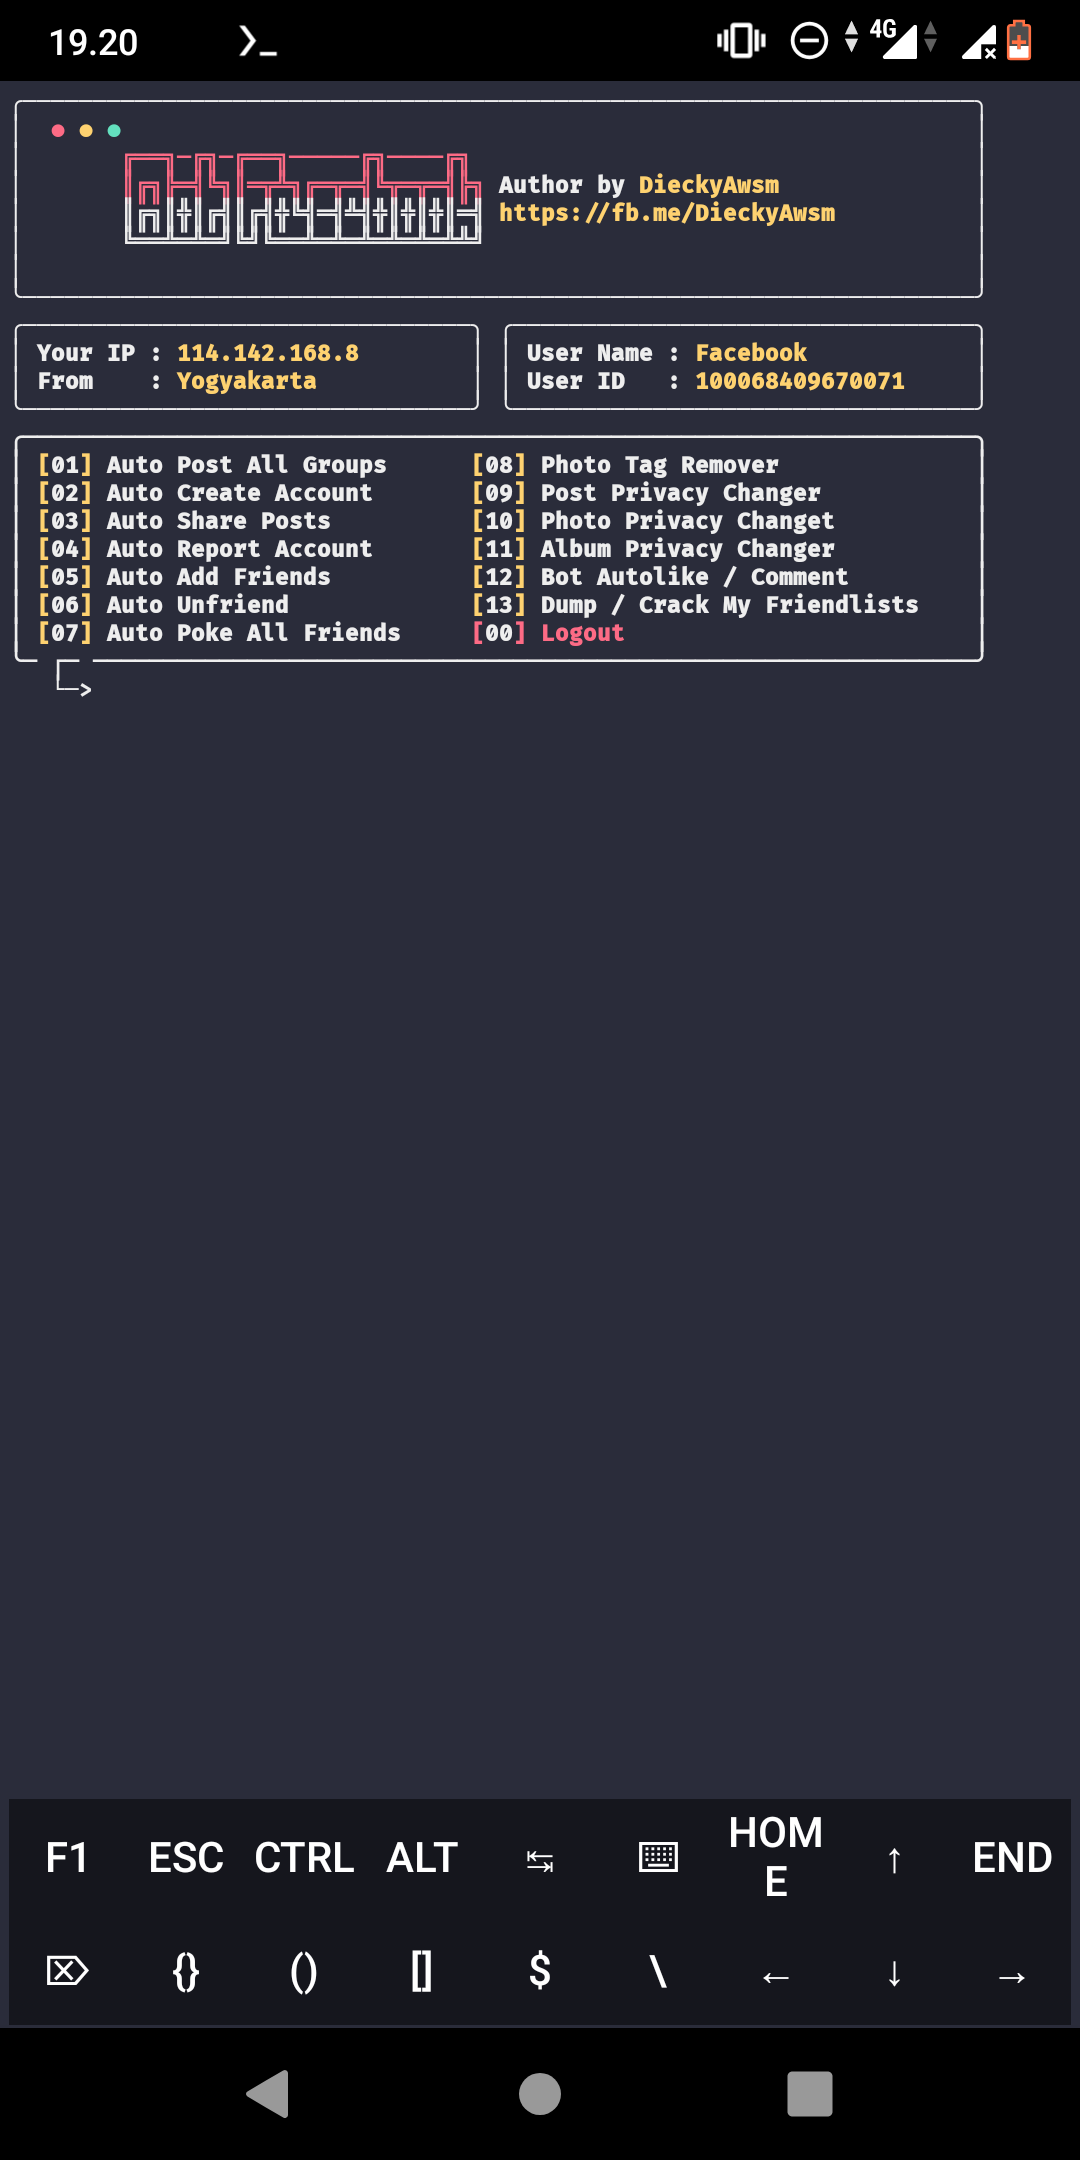 19.20
4G
Author by DieckyAwsm
https://fb.me/DieckyAwsm
Your IP : 114.142.168.8
From : Yogyakarta
User Name : Facebook
User ID : 100068409670071
[01] Auto Post All Groups
[02] Auto Create Account
[03] Auto Share Posts
[04] Auto Report Account
[05] Auto Add Friends
[06] Auto Unfriend
[07] Auto Poke All Friends
[08] Photo Tag Remover
[09] Post Privacy Changer
[10] Photo Privacy Changet
[11] Album Privacy Changer
[12] Bot Autolike / Comment
[13] Dump / Crack My Friendlists
[00] Logout
>
F1 ESC CTRL ALT ⇆ HOM
E ↑ END
{} () [] $ \ ← ↓ →